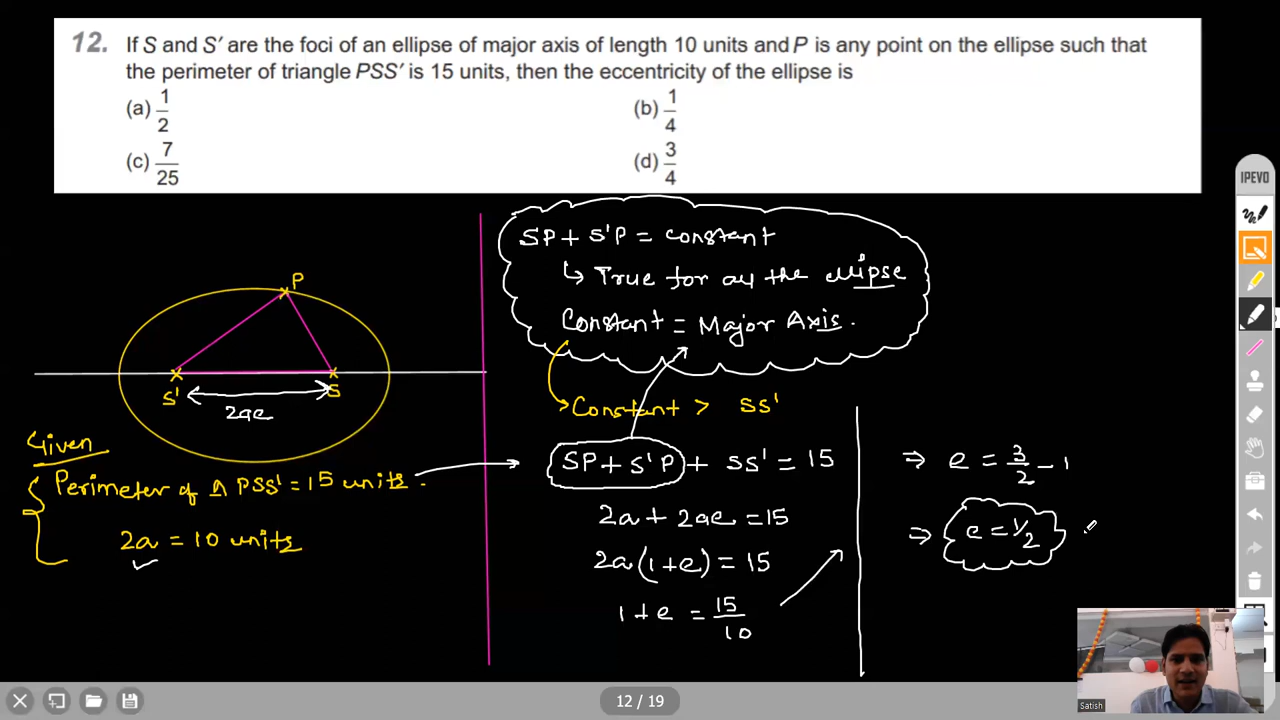 12. If S and S' are the foci of an ellipse of major axis of length 10 units and P is any point on the ellipse such that
the perimeter of triangle PSS' is 15 units, then the eccentricity of the ellipse is
(a) 1/2
(b) 1/4
(c) 7/25
(d) 3/4
IPEVO
SP + S'P = constant
↳ True for all the ellipse
Constant = Major Axis.
P
S'
S
2ae
Constant > SS'
Given
Perimeter of Δ PSS' = 15 units.
2a = 10 units
SP + S'P + SS' = 15
2a + 2ae = 15
2a(1+e) = 15
1+e = 15/10
⇒ e = 3/2 - 1
⇒ e = 1/2
Satish
12 / 19